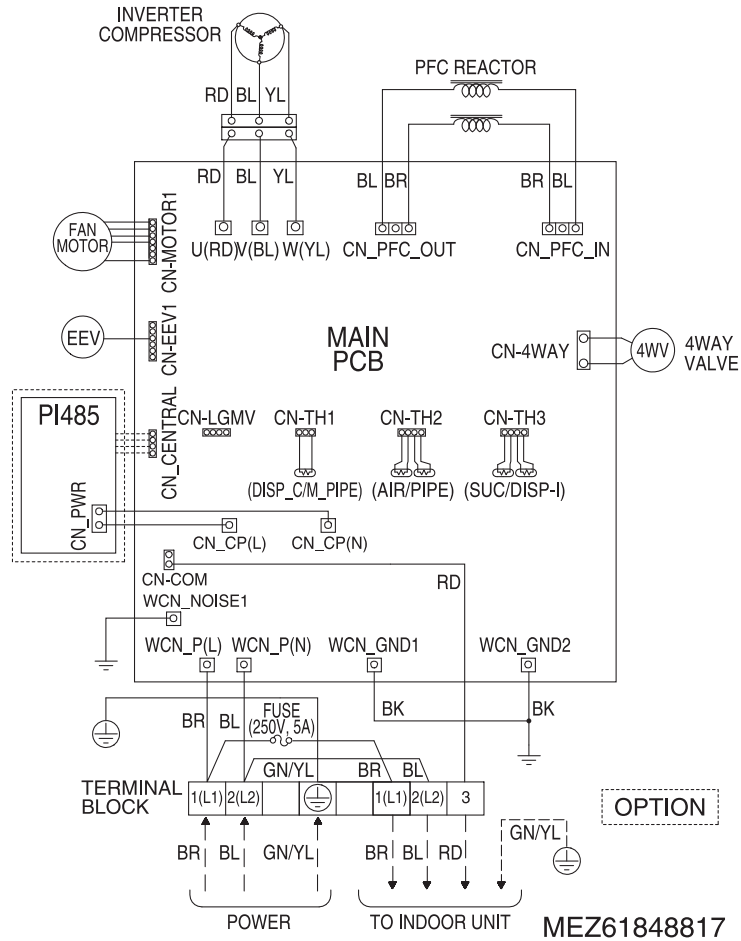 INVERTER
COMPRESSOR
PFC REACTOR
RD BL YL
RD BL YL
BL BR
BR BL
FAN
MOTOR
CN-MOTOR1
U(RD) V(BL) W(YL)
CN_PFC_OUT
CN_PFC_IN
EEV
CN-EEV1
MAIN
PCB
CN-4WAY
4WV
4WAY
VALVE
PI485
CN_PWR
CN_CENTRAL
CN-LGMV
CN-TH1
CN-TH2
CN-TH3
(DISP_C/M_PIPE)
(AIR/PIPE)
(SUC/DISP-I)
CN_CP(L)
CN_CP(N)
CN-COM
RD
WCN_NOISE1
WCN_P(L)
WCN_P(N)
WCN_GND1
WCN_GND2
BR BL
FUSE
(250V, 5A)
BK
BK
GN/YL
BR BL
TERMINAL
BLOCK
1(L1) 2(L2) 1(L1) 2(L2) 3
OPTION
BR BL GN/YL
BR BL RD
GN/YL
POWER
TO INDOOR UNIT
MEZ61848817